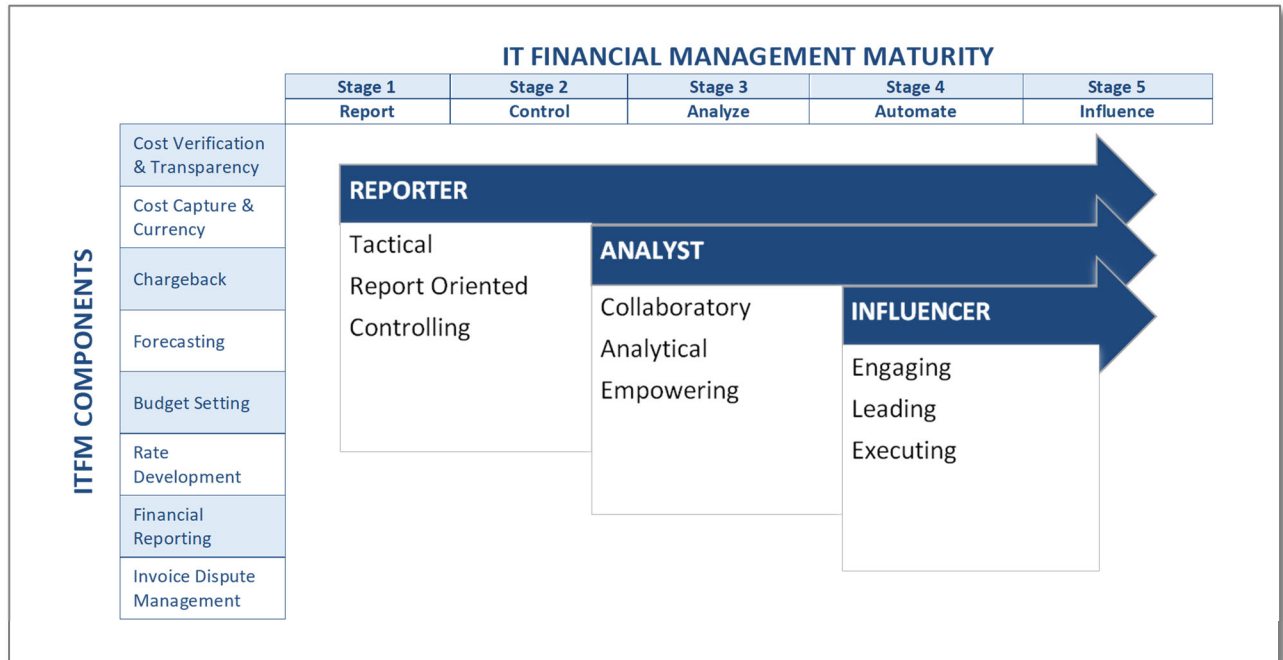 IT FINANCIAL MANAGEMENT MATURITY
Stage 1 Stage 2 Stage 3 Stage 4 Stage 5
Report Control Analyze Automate Influence
ITFM COMPONENTS
Cost Verification
& Transparency
Cost Capture &
Currency
Chargeback
Forecasting
Budget Setting
Rate
Development
Financial
Reporting
Invoice Dispute
Management
REPORTER
Tactical
Report Oriented
Controlling
ANALYST
Collaboratory
Analytical
Empowering
INFLUENCER
Engaging
Leading
Executing